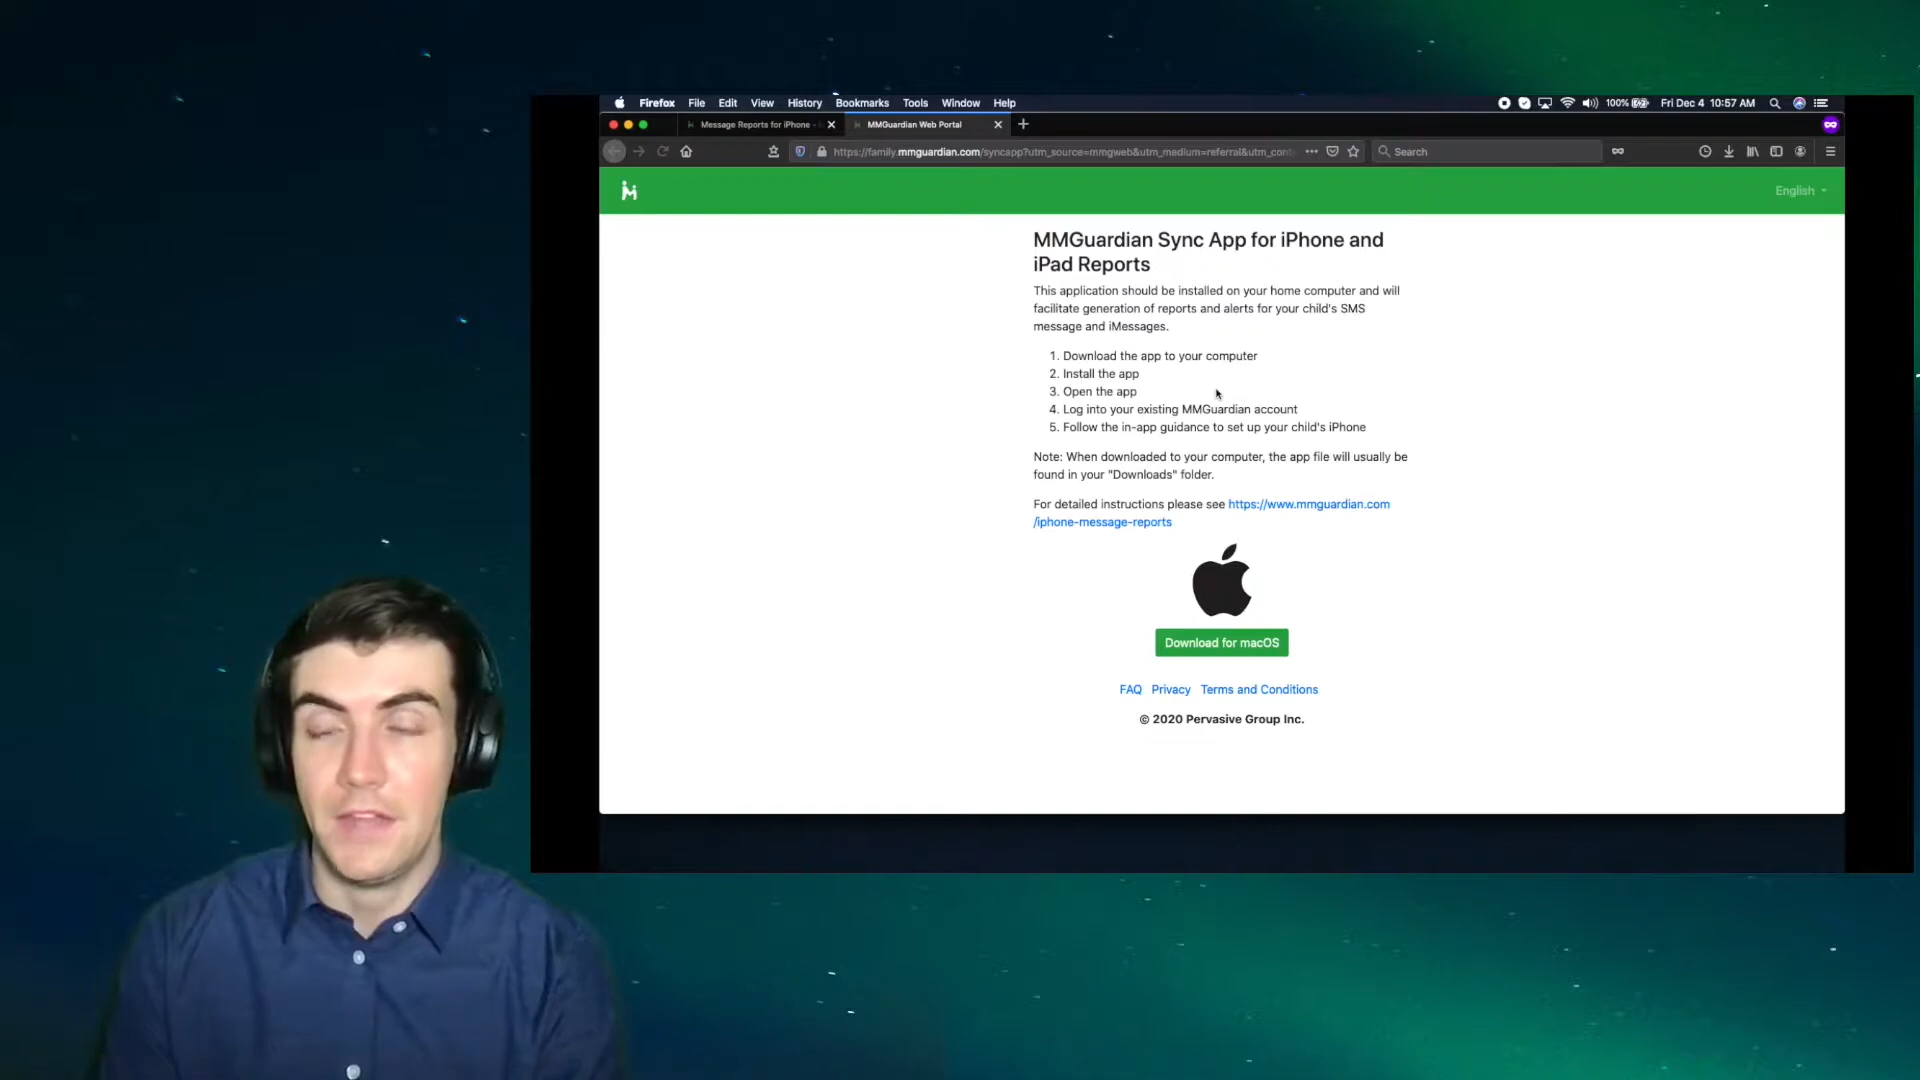 Firefox File Edit View History Bookmarks Tools Window Help 100% Fri Dec 4 10:57 AM
Message Reports for iPhone - MMGuardian Web Portal
https://family.mmguardian.com/syncapp?utm_source=mmgweb&utm_medium=referral&utm_cont Search
English
MMGuardian Sync App for iPhone and
iPad Reports
This application should be installed on your home computer and will
facilitate generation of reports and alerts for your child's SMS
message and iMessages.
1. Download the app to your computer
2. Install the app
3. Open the app
4. Log into your existing MMGuardian account
5. Follow the in-app guidance to set up your child's iPhone
Note: When downloaded to your computer, the app file will usually be
found in your "Downloads" folder.
For detailed instructions please see https://www.mmguardian.com
/iphone-message-reports
Download for macOS
FAQ Privacy Terms and Conditions
© 2020 Pervasive Group Inc.